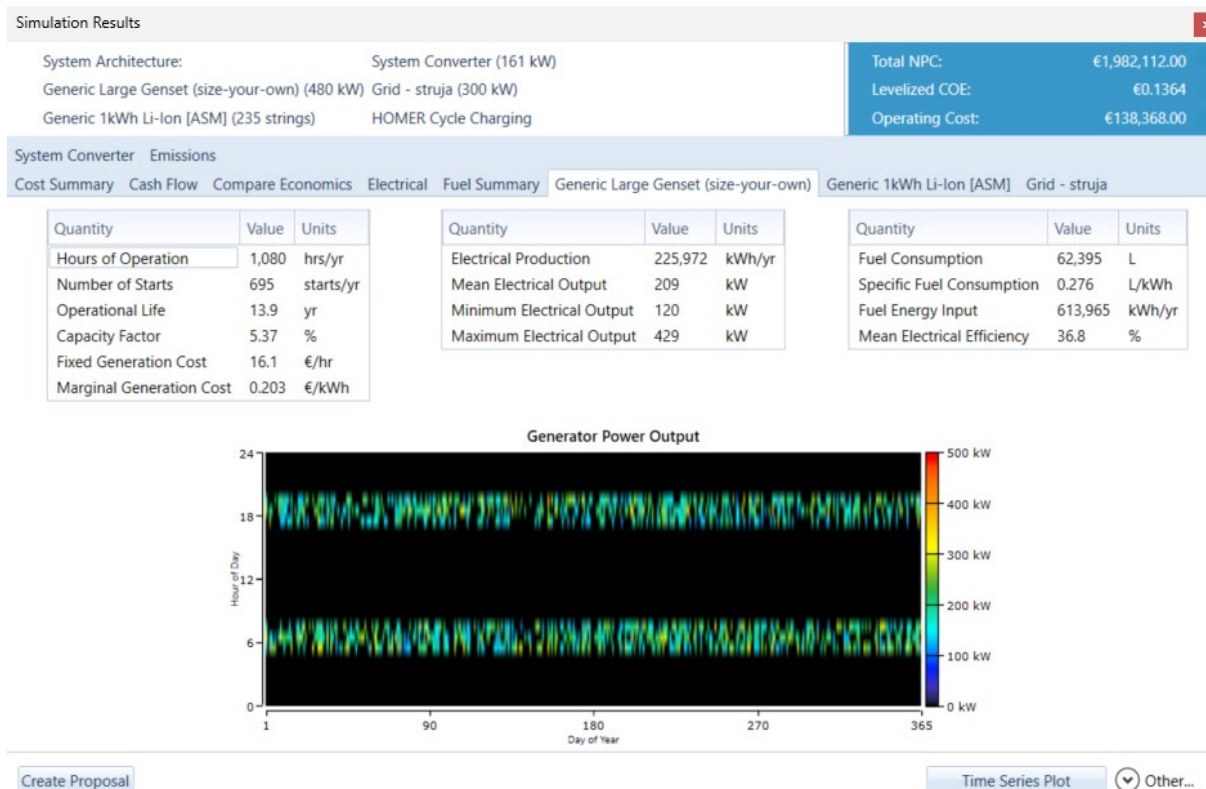 Simulation Results
System Architecture: System Converter (161 kW)
Generic Large Genset (size-your-own) (480 kW) Grid - struja (300 kW)
Generic 1kWh Li-Ion [ASM] (235 strings) HOMER Cycle Charging
Total NPC: €1,982,112.00
Levelized COE: €0.1364
Operating Cost: €138,368.00
System Converter Emissions
Cost Summary Cash Flow Compare Economics Electrical Fuel Summary Generic Large Genset (size-your-own) Generic 1kWh Li-Ion [ASM] Grid - struja
Quantity Value Units
Hours of Operation 1,080 hrs/yr
Number of Starts 695 starts/yr
Operational Life 13.9 yr
Capacity Factor 5.37 %
Fixed Generation Cost 16.1 €/hr
Marginal Generation Cost 0.203 €/kWh
Quantity Value Units
Electrical Production 225,972 kWh/yr
Mean Electrical Output 209 kW
Minimum Electrical Output 120 kW
Maximum Electrical Output 429 kW
Quantity Value Units
Fuel Consumption 62,395 L
Specific Fuel Consumption 0.276 L/kWh
Fuel Energy Input 613,965 kWh/yr
Mean Electrical Efficiency 36.8 %
Generator Power Output
24
18
12
6
0
Hour of Day
1 90 180 270 365
Day of Year
500 kW
400 kW
300 kW
200 kW
100 kW
0 kW
Create Proposal
Time Series Plot
Other...